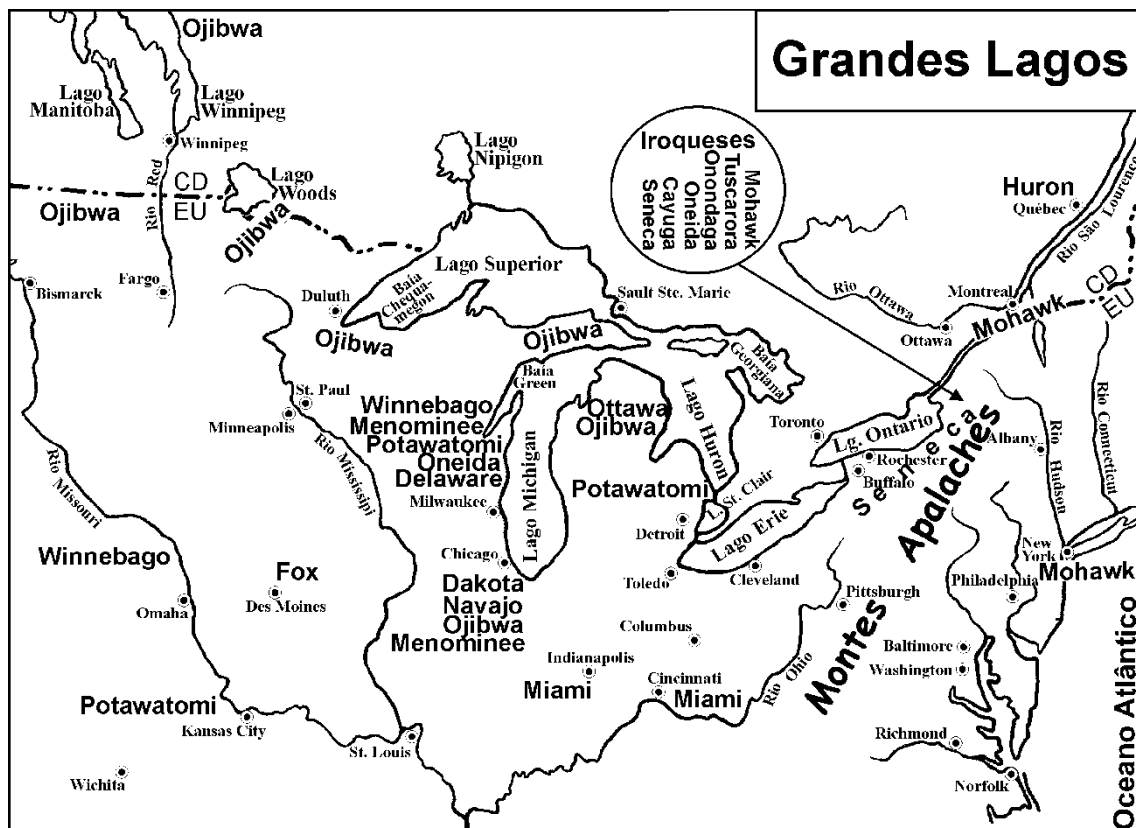 Grandes Lagos
Ojibwa
Lago
Manitoba
Lago
Winnipeg
Winnipeg
Rio Red
CD
EU
Ojibwa
Lago
Woods
Ojibwa
Lago
Nipigon
Iroqueses
Mohawk
Tuscarora
Onondaga
Oneida
Cayuga
Seneca
Huron
Québec
Rio São Lourenço
CD
EU
Montreal
Mohawk
Rio Ottawa
Ottawa
Bismarck
Fargo
Duluth
Ojibwa
Lago Superior
Baía
Chequa-
megon
Sault Ste. Marie
Ojibwa
Baía
Green
Baía
Georgiana
St. Paul
Minneapolis
Rio Mississipi
Winnebago
Menominee
Potawatomi
Oneida
Delaware
Milwaukee
Lago Michigan
Ottawa
Ojibwa
Lago Huron
Toronto
Lg. Ontario
Rochester
Buffalo
Semeca
Albany
Rio Hudson
Rio Connecticut
Potawatomi
L. St. Clair
Detroit
Lago Erie
Toledo
Cleveland
Montes Apalaches
New
York
Mohawk
Philadelphia
Rio Missouri
Winnebago
Omaha
Fox
Des Moines
Chicago
Dakota
Navajo
Ojibwa
Menominee
Columbus
Pittsburgh
Rio Ohio
Indianapolis
Miami
Cincinnati
Miami
Baltimore
Washington
Potawatomi
Kansas City
St. Louis
Wichita
Richmond
Norfolk
Oceano Atlântico